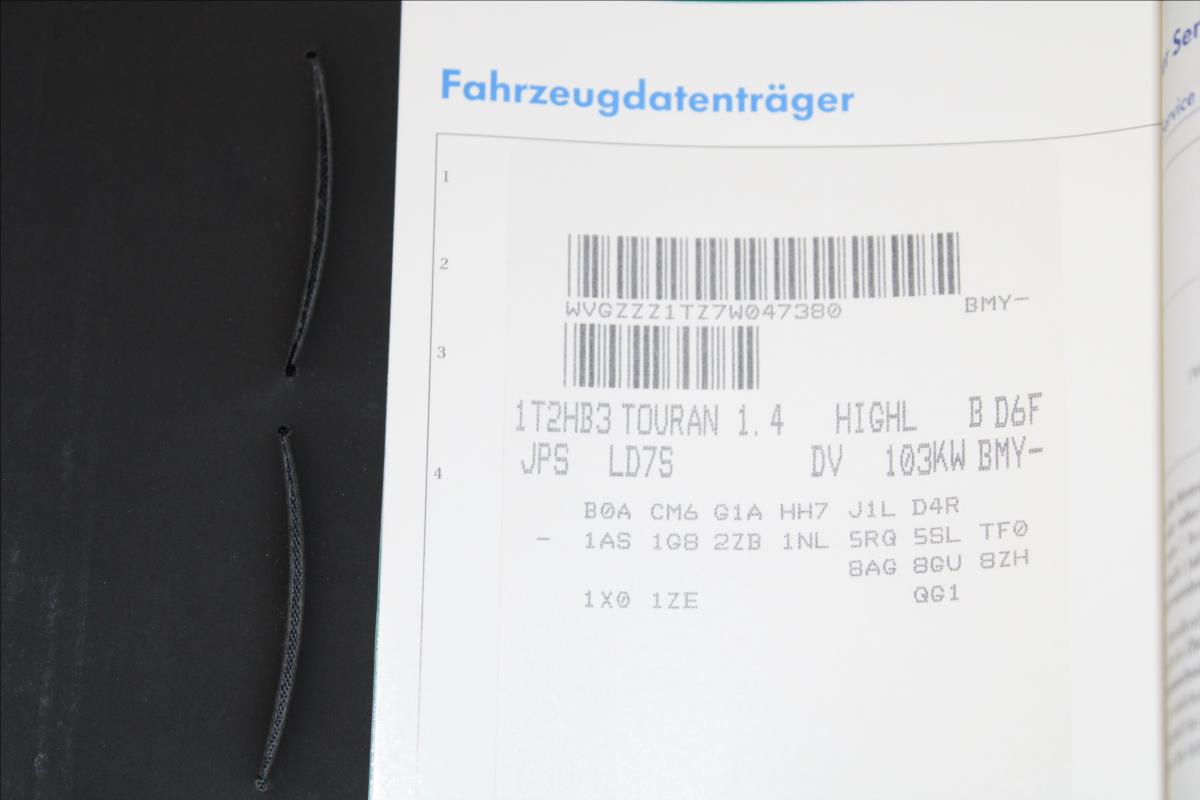 Fahrzeugdatenträger
1
2
WVGZZZ1TZ7W047380 BMY-
3
1T2HB3 TOURAN 1.4 HIGHL B D6F
JPS LD7S DV 103KW BMY-
4
B0A CM6 G1A HH7 J1L D4R
- 1AS 1G8 2ZB 1NL 5RQ 5SL TF0
8AG 8GU 8ZH
1X0 1ZE QG1